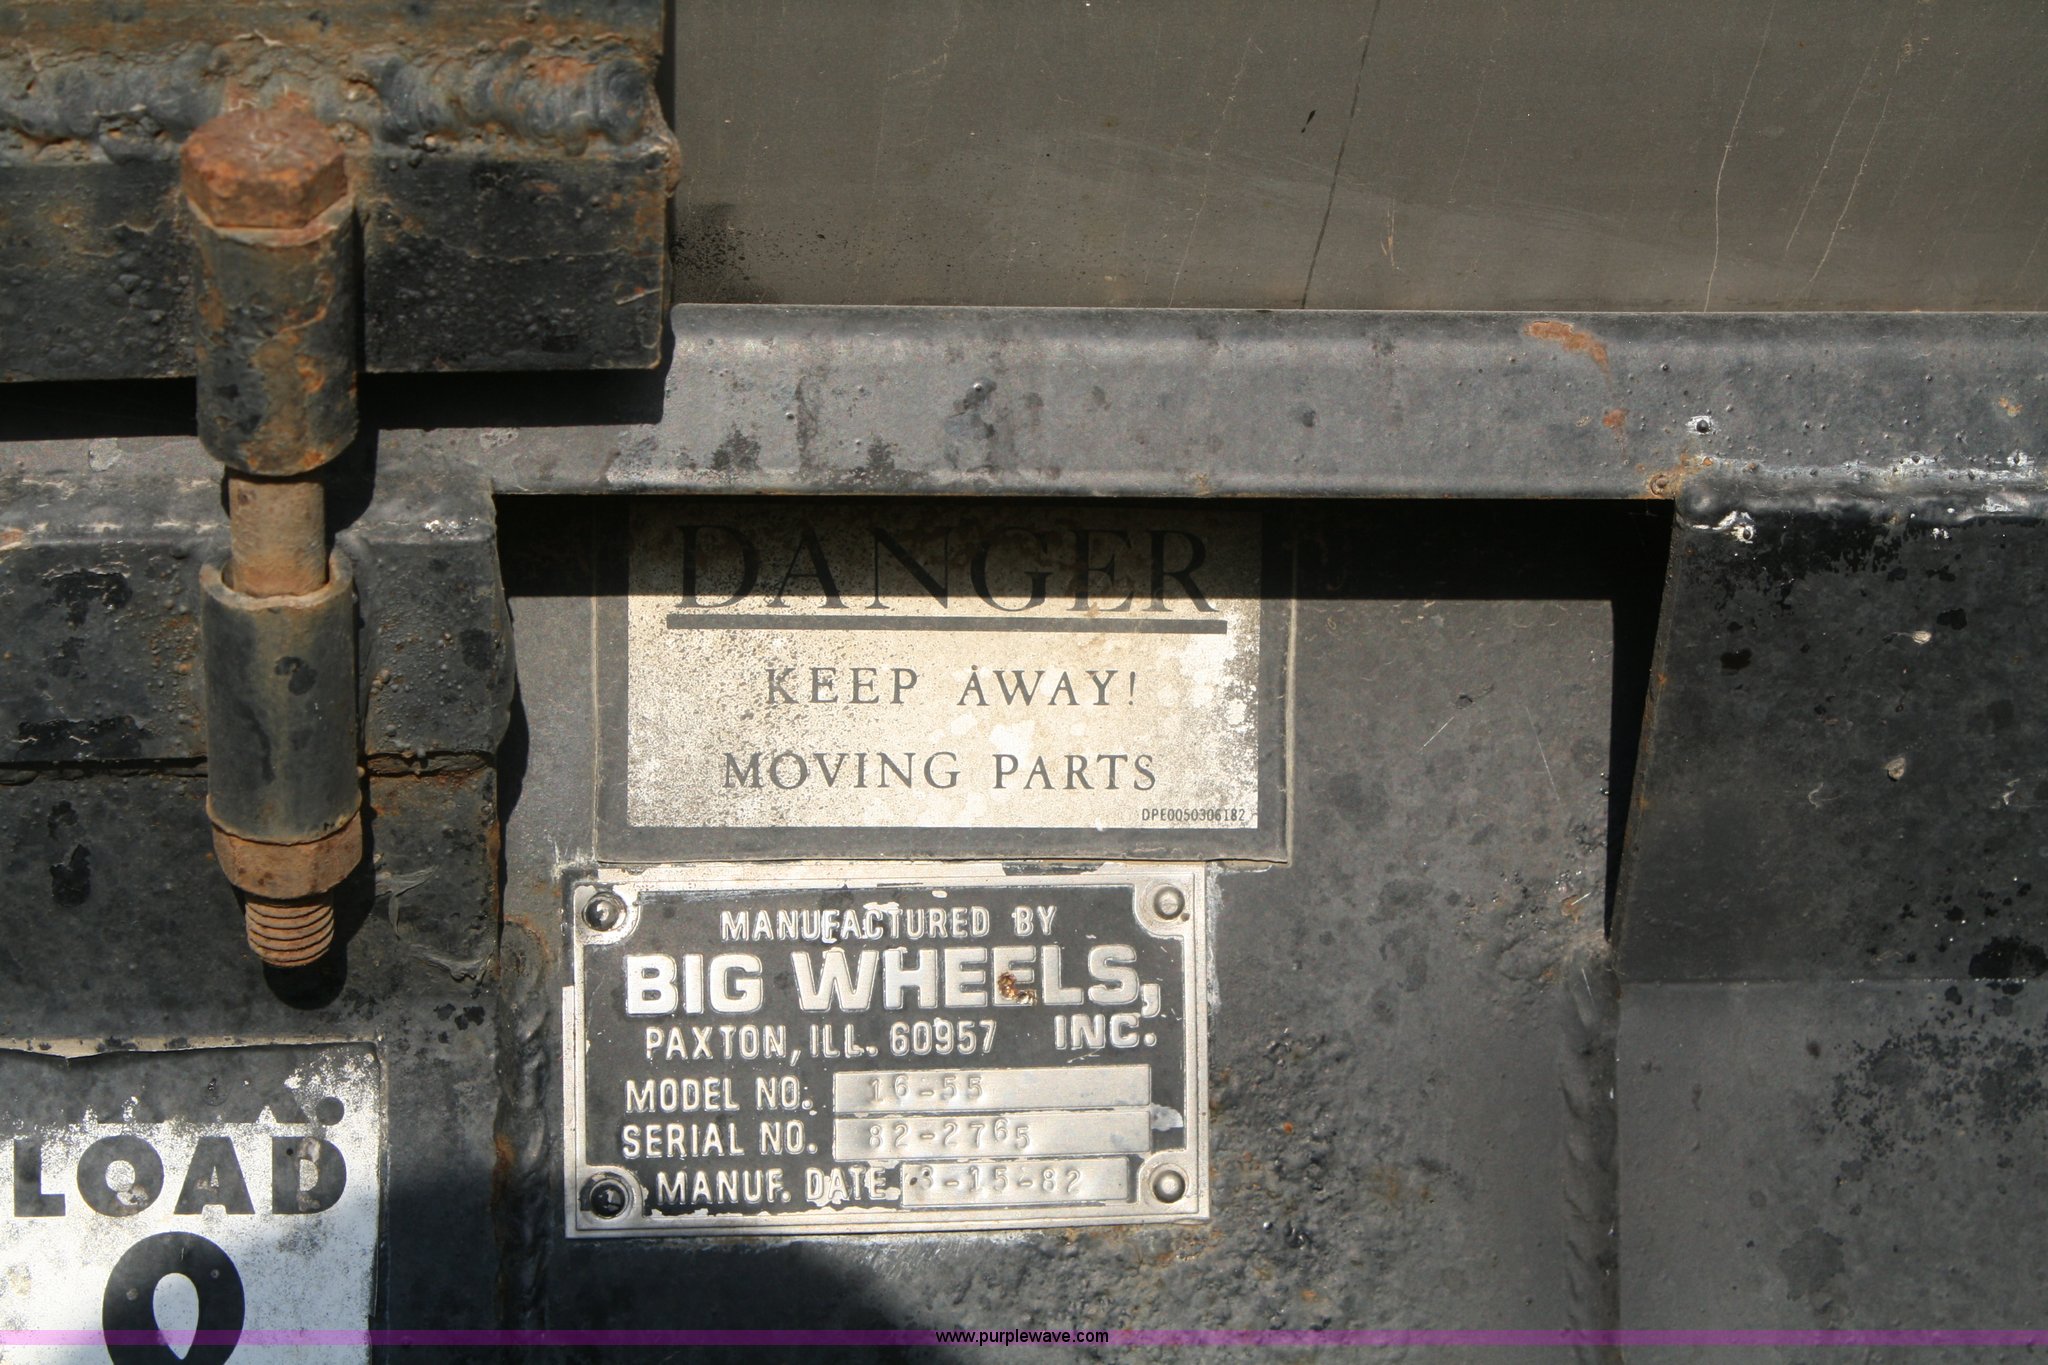 DANGER
KEEP AWAY!
MOVING PARTS
DPE0050306182
MANUFACTURED BY
BIG WHEELS,
PAXTON, ILL. 60957 INC.
MODEL NO. 16-55
SERIAL NO. 82-2765
MANUF. DATE 3-15-82
LOAD
0
www.purplewave.com